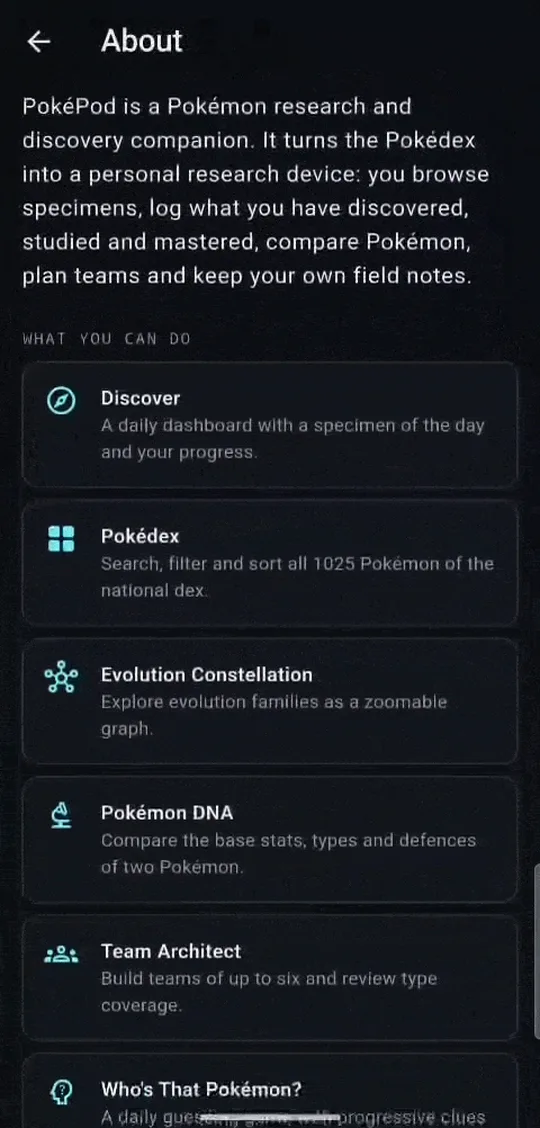 About
PokéPod is a Pokémon research and
discovery companion. It turns the Pokédex
into a personal research device: you browse
specimens, log what you have discovered,
studied and mastered, compare Pokémon,
plan teams and keep your own field notes.
WHAT YOU CAN DO
Discover
A daily dashboard with a specimen of the day
and your progress.
Pokédex
Search, filter and sort all 1025 Pokémon of the
national dex.
Evolution Constellation
Explore evolution families as a zoomable
graph.
Pokémon DNA
Compare the base stats, types and defences
of two Pokémon.
Team Architect
Build teams of up to six and review type
coverage.
Who's That Pokémon?
A daily progressive clues